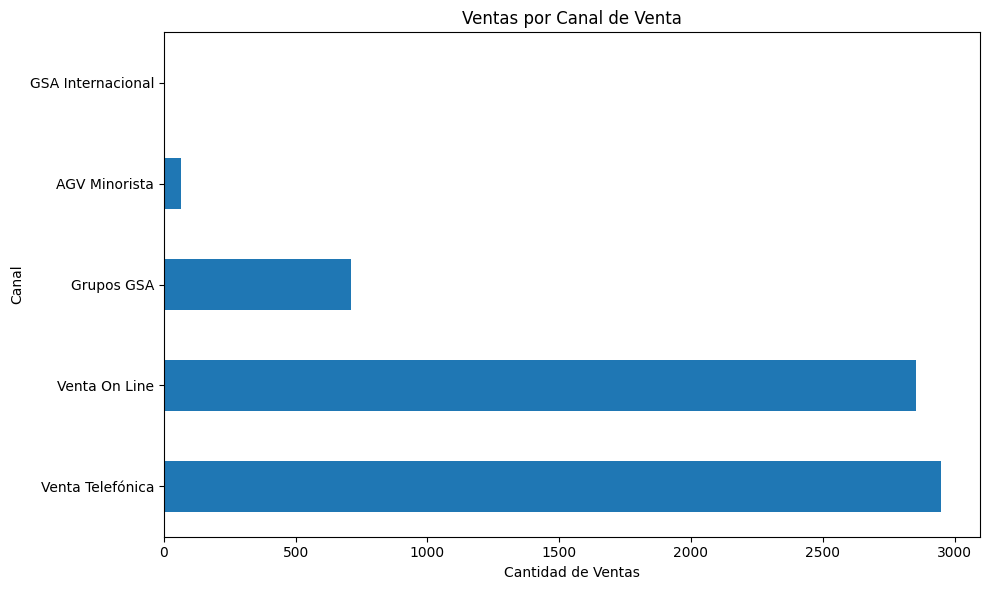 Ventas por Canal de Venta
GSA Internacional
AGV Minorista
Grupos GSA
Venta On Line
Venta Telefónica
Canal
0 500 1000 1500 2000 2500 3000
Cantidad de Ventas